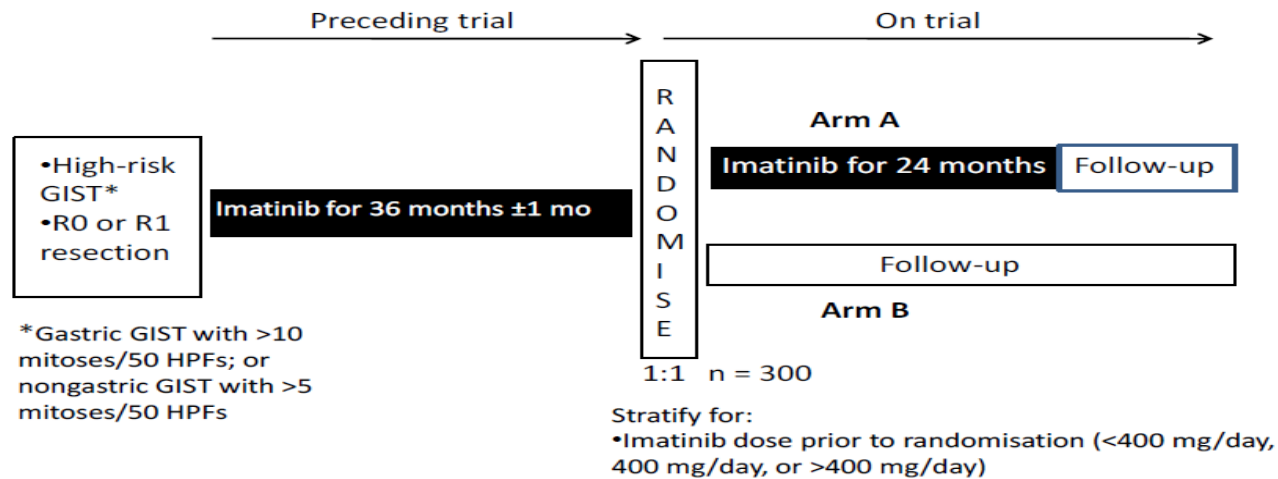 Preceding trial
On trial
•High-risk
GIST*
•R0 or R1
resection
Imatinib for 36 months ±1 mo
RANDOMISE
Arm A
Imatinib for 24 months
Follow-up
Follow-up
Arm B
*Gastric GIST with >10
mitoses/50 HPFs; or
nongastric GIST with >5
mitoses/50 HPFs
1:1 n = 300
Stratify for:
•Imatinib dose prior to randomisation (<400 mg/day,
400 mg/day, or >400 mg/day)